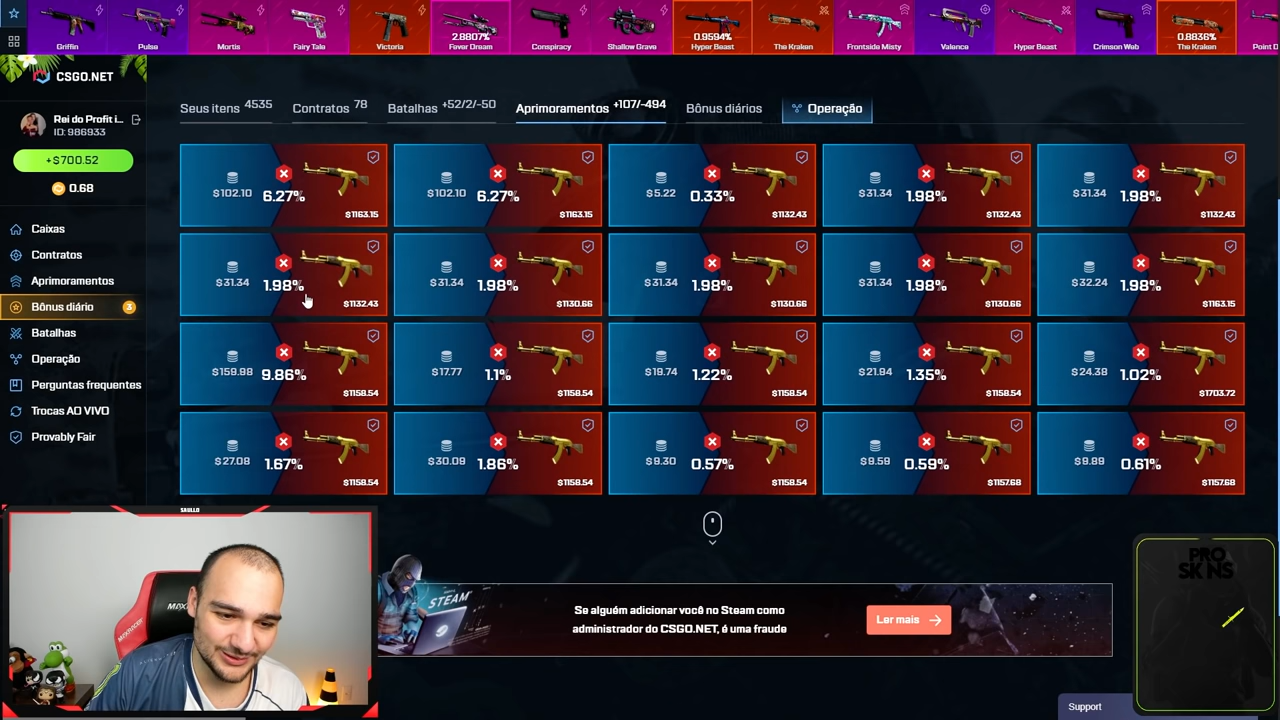 Griffin
Pulse
Mortis
Fairy Tale
Victoria
2.8807%
Fever Dream
Conspiracy
Shallow Grave
0.9594%
Hyper Beast
The Kraken
Frontside Misty
Valence
Hyper Beast
Crimson Web
0.8836%
The Kraken
Point D
CSGO.NET
Rei do Profit i...
ID: 986933
+$700.52
0.68
Caixas
Contratos
Aprimoramentos
Bônus diário 3
Batalhas
Operação
Perguntas frequentes
Trocas AO VIVO
Provably Fair
Seus itens 4535
Contratos 78
Batalhas +52/2/-50
Aprimoramentos +107/-494
Bônus diários
Operação
$102.10 6.27% $1163.15
$102.10 6.27% $1163.15
$5.22 0.33% $1132.43
$31.34 1.98% $1132.43
$31.34 1.98% $1132.43
$31.34 1.98% $1132.43
$31.34 1.98% $1130.66
$31.34 1.98% $1130.66
$31.34 1.98% $1130.66
$32.24 1.98% $1163.15
$159.98 9.86% $1158.54
$17.77 1.1% $1158.54
$19.74 1.22% $1158.54
$21.94 1.35% $1158.54
$24.38 1.02% $1703.72
$27.08 1.67% $1158.54
$30.09 1.86% $1158.54
$9.30 0.57% $1158.54
$9.59 0.59% $1157.68
$9.89 0.61% $1157.68
SAULLO
STEAM
Se alguém adicionar você no Steam como
administrador do CSGO.NET, é uma fraude
Ler mais
PRO
SKINS
Support